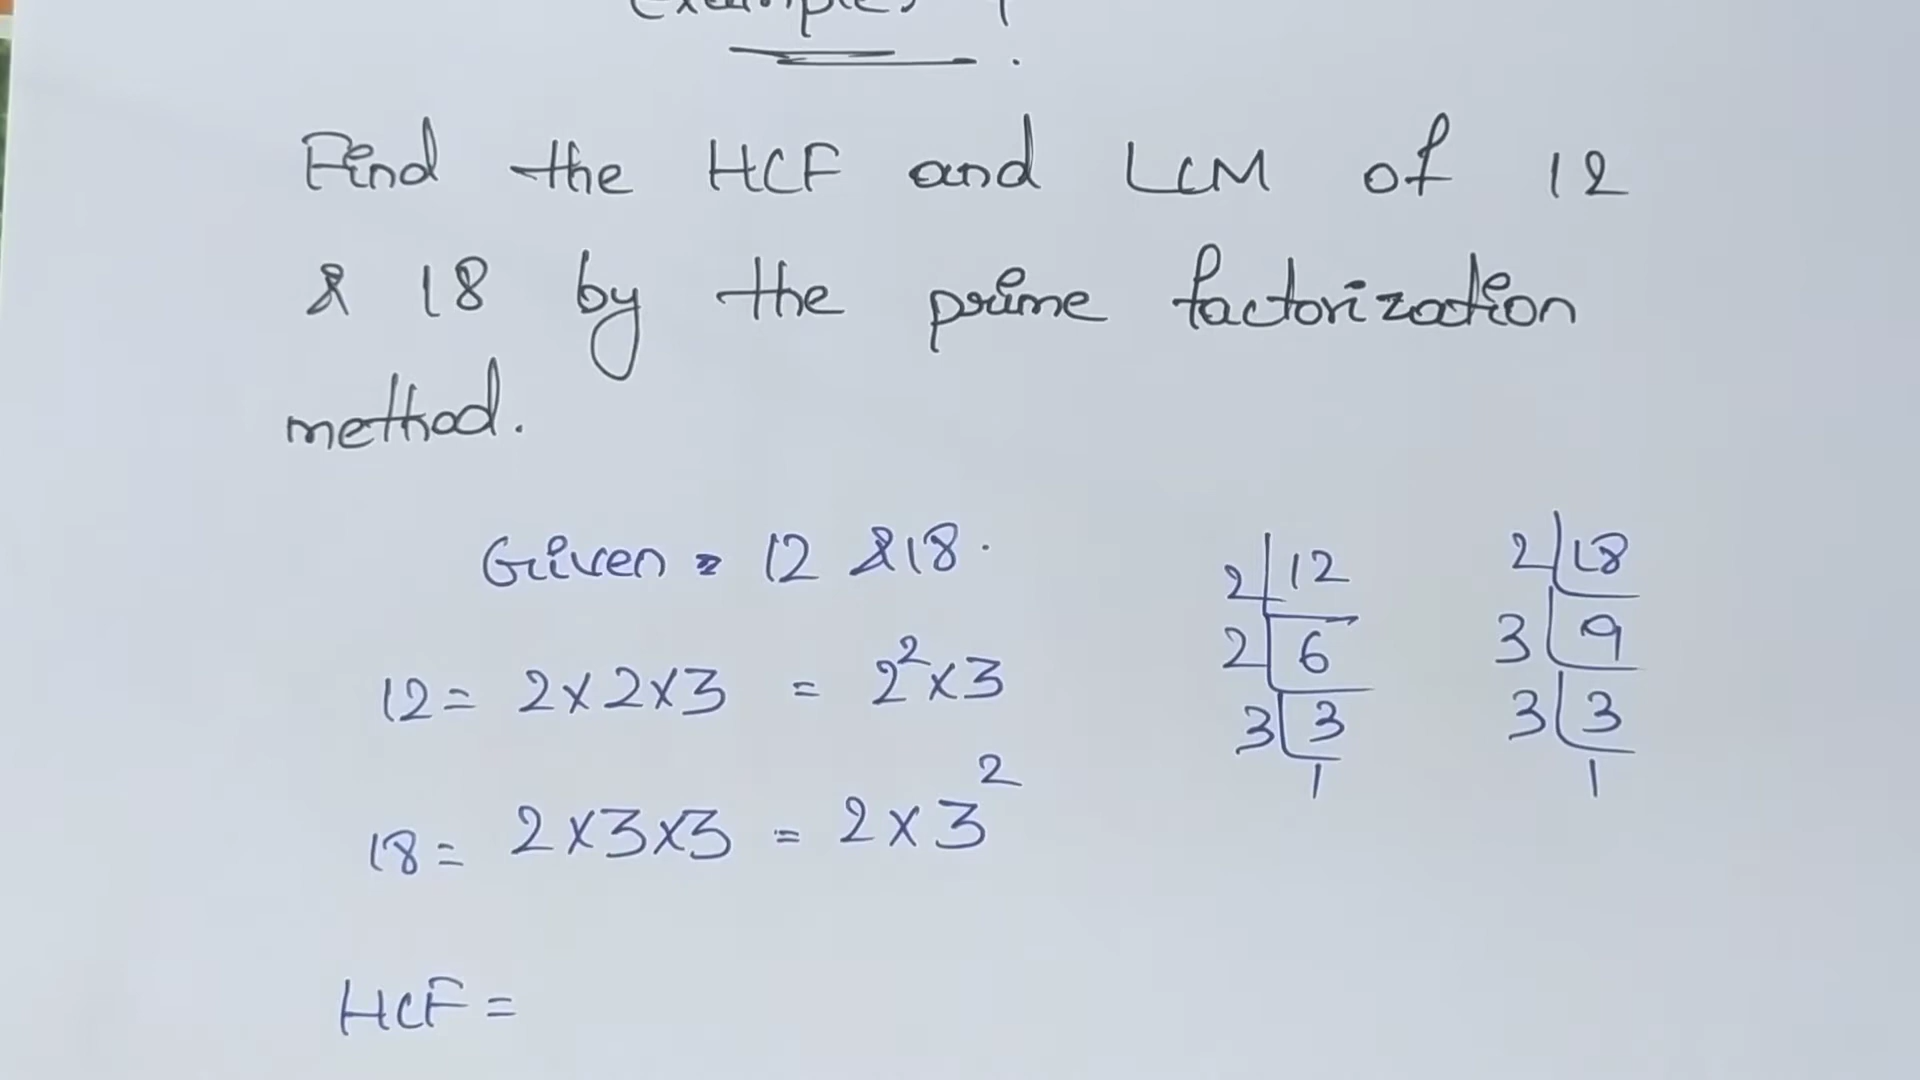 Find the HCF and LCM of 12
& 18 by the prime factorization
method.
Given = 12 & 18.
12 = 2 x 2 x 3 = 2² x 3
18 = 2 x 3 x 3 = 2 x 3²
HCF =
2 | 12
2 | 6
3 | 3
1
2 | 18
3 | 9
3 | 3
1